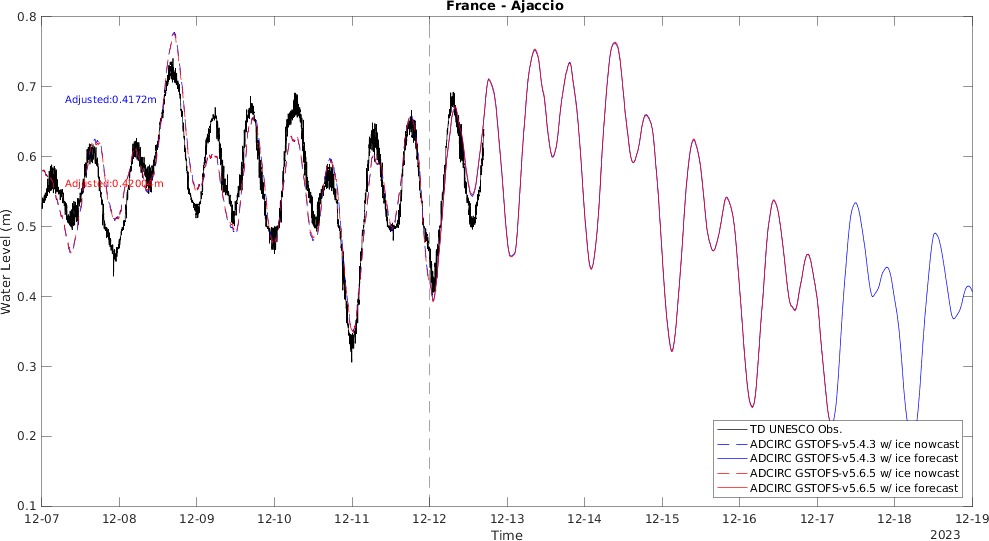 France - Ajaccio
0.8
0.7
0.6
0.5
0.4
0.3
0.2
0.1
Water Level (m)
Adjusted:0.4172m
Adjusted:0.4200m
TD UNESCO Obs.
ADCIRC GSTOFS-v5.4.3 w/ ice nowcast
ADCIRC GSTOFS-v5.4.3 w/ ice forecast
ADCIRC GSTOFS-v5.6.5 w/ ice nowcast
ADCIRC GSTOFS-v5.6.5 w/ ice forecast
12-07 12-08 12-09 12-10 12-11 12-12 12-13 12-14 12-15 12-16 12-17 12-18 12-19
Time
2023